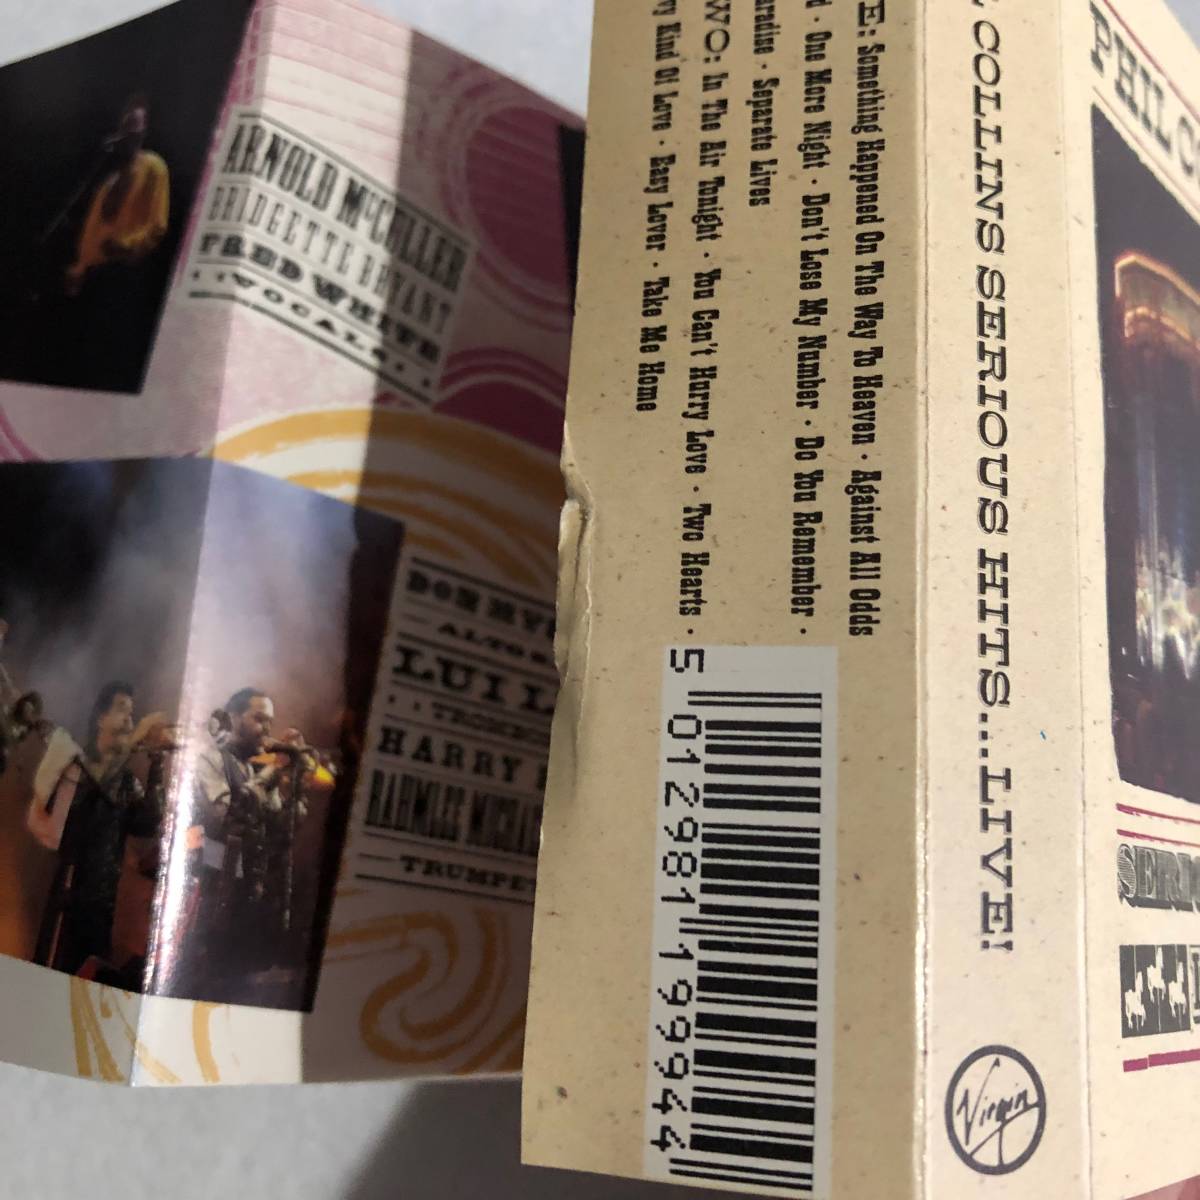 ARNOLD McCULLER
BRIDGETTE BRYANT
FRED WHITE
VOCALS
DON
ALTO
LUI
HARRY
RAHMLEE
E: Something Happened On The Way To Heaven · Against All Odds
· One More Night · Don't Lose My Number · Do You Remember ·
· Separate Lives
WO: In The Air Tonight · You Can't Hurry Love · Two Hearts ·
Kind Of Love · Easy Lover · Take Me Home
5 012981 199944
COLLINS SERIOUS HITS...LIVE!
Virgin
PHIL